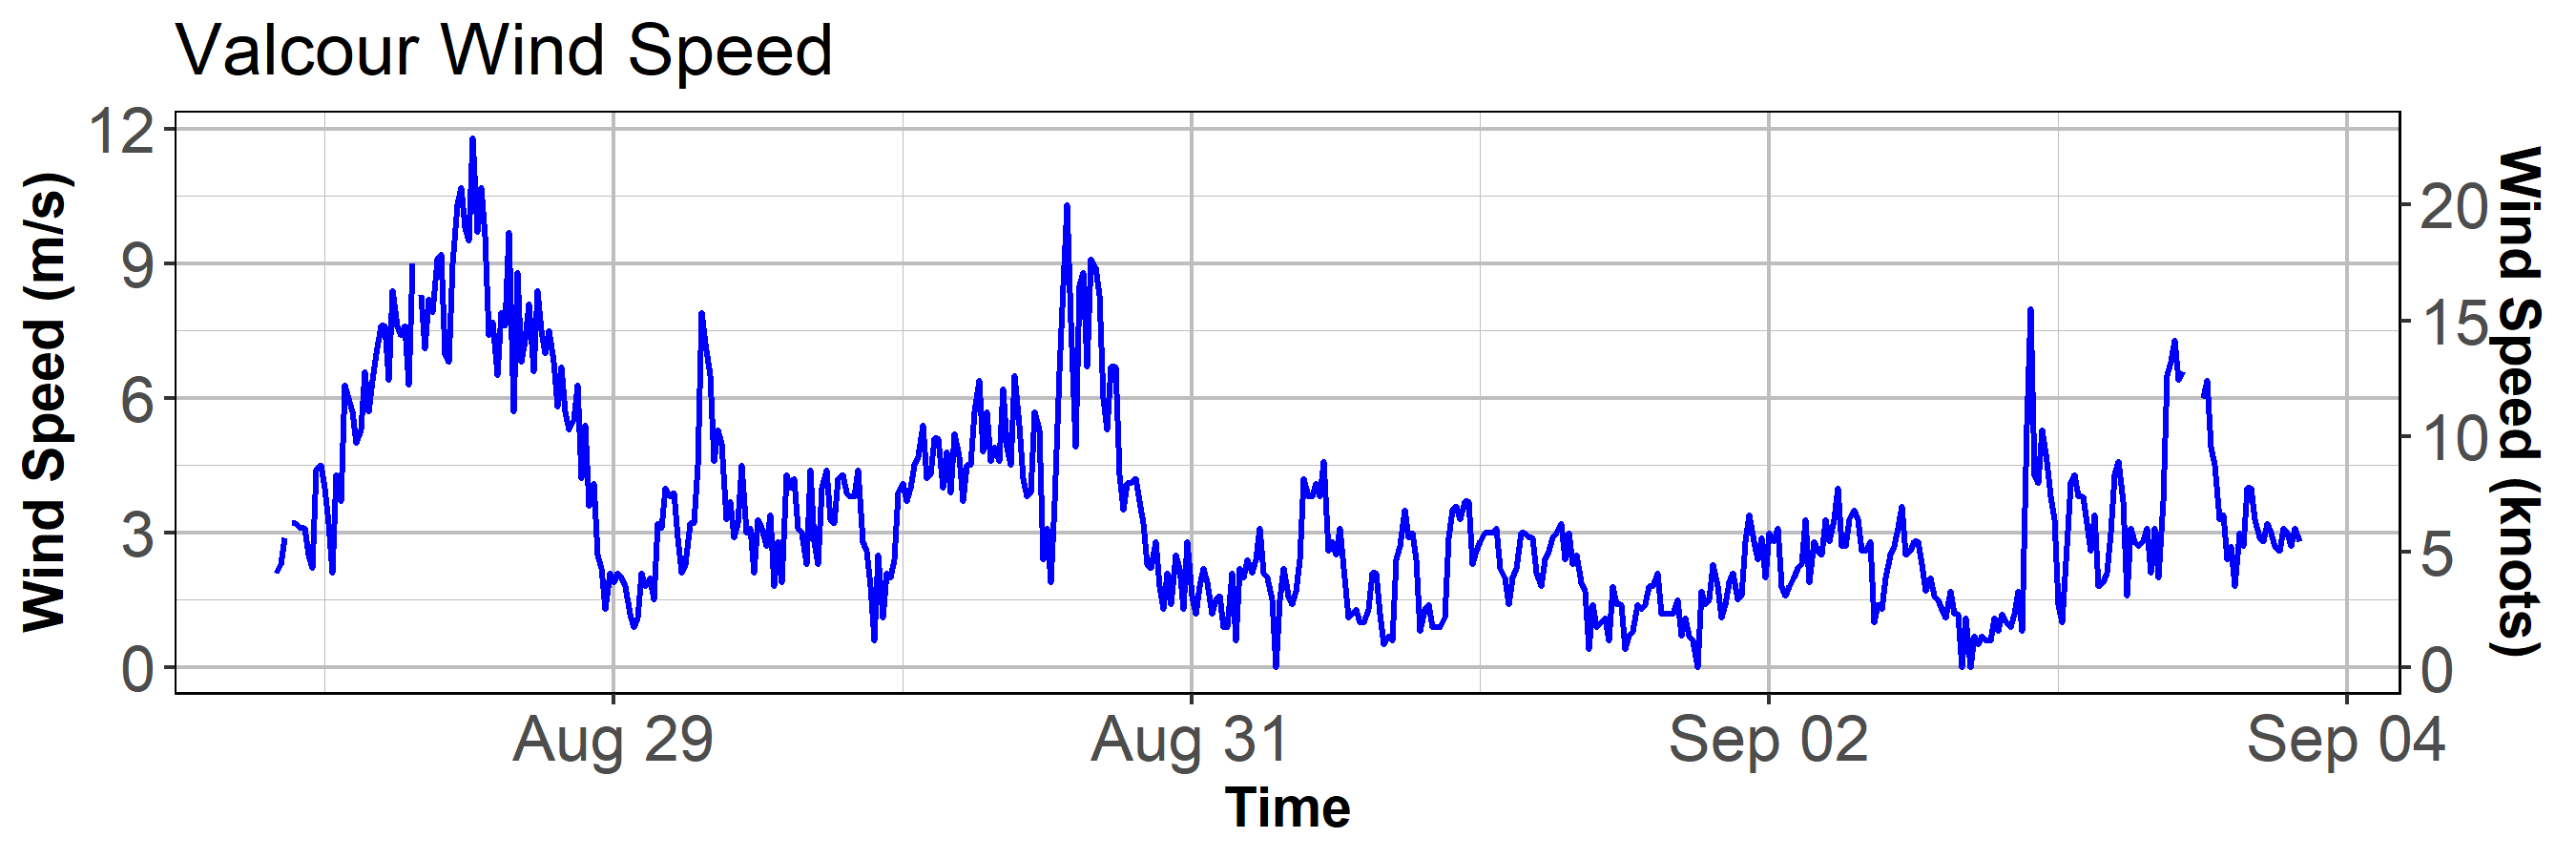 Valcour Wind Speed
Wind Speed (m/s)
12
9
6
3
0
20
15
10
5
0
Wind Speed (knots)
Aug 29
Aug 31
Sep 02
Sep 04
Time